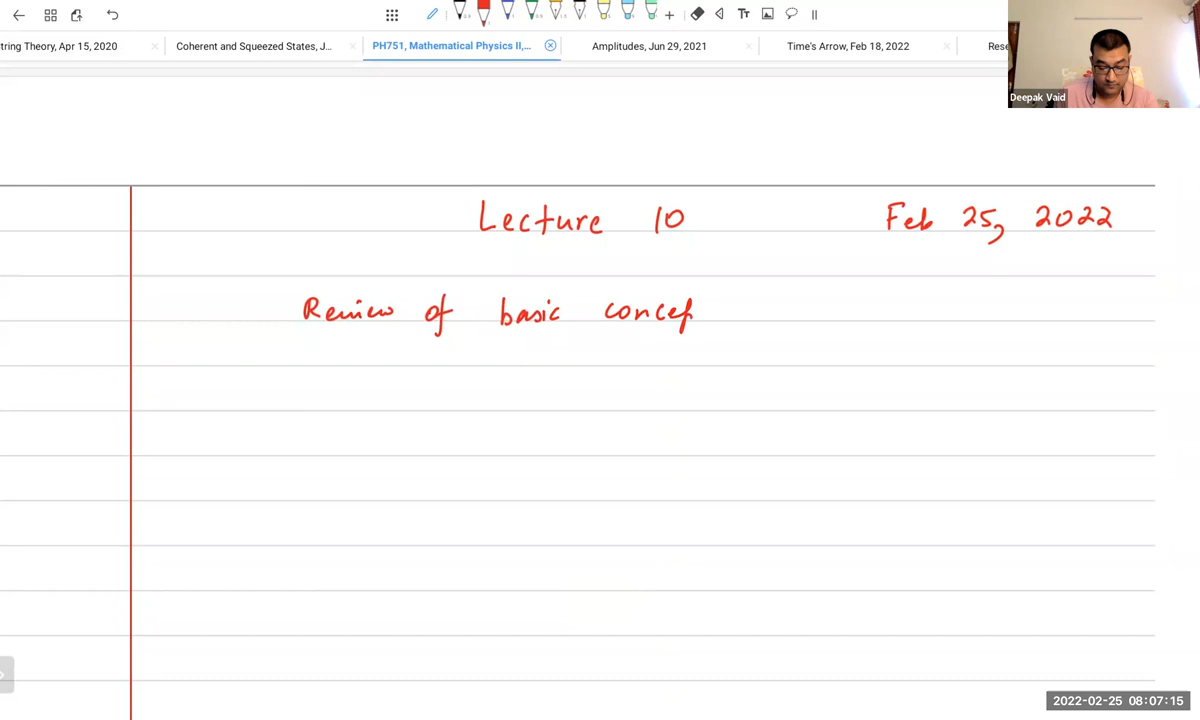 tring Theory, Apr 15, 2020 Coherent and Squeezed States, J... PH751, Mathematical Physics II,... Amplitudes, Jun 29, 2021 Time's Arrow, Feb 18, 2022 Rese
Deepak Vaid
Lecture 10 Feb 25, 2022
Review of basic concep
2022-02-25 08:07:15